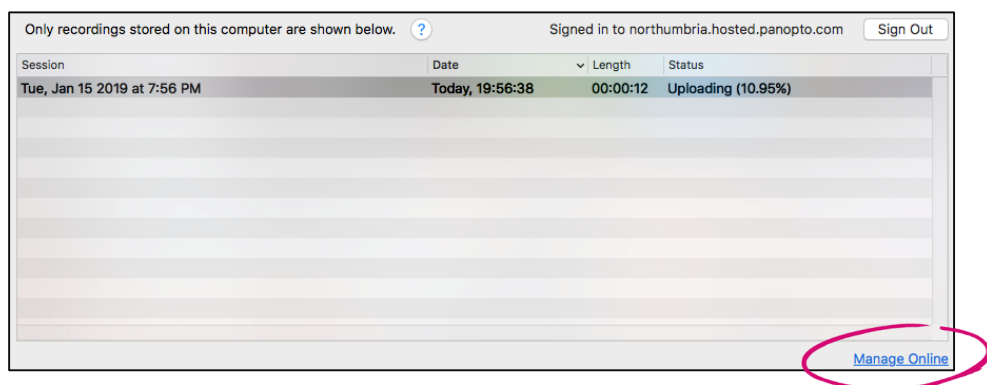 Only recordings stored on this computer are shown below. ? Signed in to northumbria.hosted.panopto.com Sign Out
Session Date Length Status
Tue, Jan 15 2019 at 7:56 PM Today, 19:56:38 00:00:12 Uploading (10.95%)
Manage Online